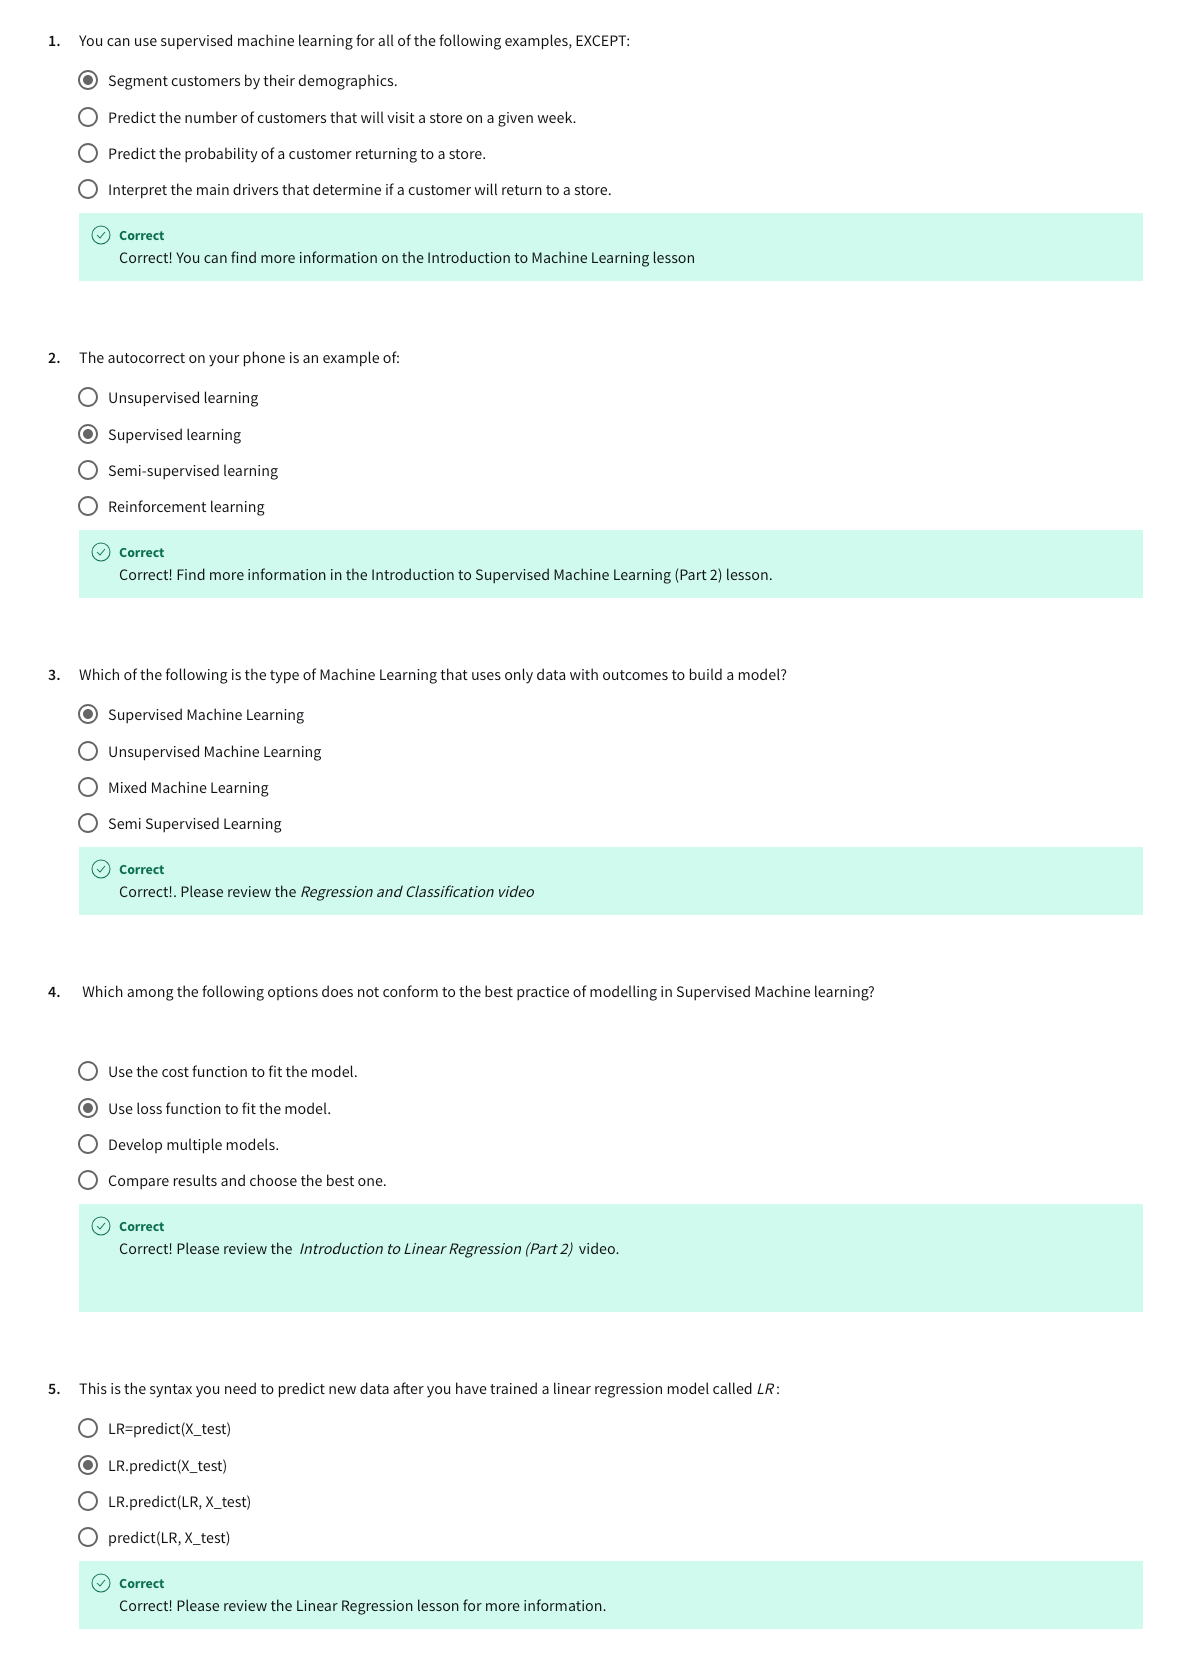 1. You can use supervised machine learning for all of the following examples, EXCEPT:
Segment customers by their demographics.
Predict the number of customers that will visit a store on a given week.
Predict the probability of a customer returning to a store.
Interpret the main drivers that determine if a customer will return to a store.
Correct
Correct! You can find more information on the Introduction to Machine Learning lesson
2. The autocorrect on your phone is an example of:
Unsupervised learning
Supervised learning
Semi-supervised learning
Reinforcement learning
Correct
Correct! Find more information in the Introduction to Supervised Machine Learning (Part 2) lesson.
3. Which of the following is the type of Machine Learning that uses only data with outcomes to build a model?
Supervised Machine Learning
Unsupervised Machine Learning
Mixed Machine Learning
Semi Supervised Learning
Correct
Correct!. Please review the Regression and Classification video
4. Which among the following options does not conform to the best practice of modelling in Supervised Machine learning?
Use the cost function to fit the model.
Use loss function to fit the model.
Develop multiple models.
Compare results and choose the best one.
Correct
Correct! Please review the Introduction to Linear Regression (Part 2) video.
5. This is the syntax you need to predict new data after you have trained a linear regression model called LR:
LR=predict(X_test)
LR.predict(X_test)
LR.predict(LR, X_test)
predict(LR, X_test)
Correct
Correct! Please review the Linear Regression lesson for more information.